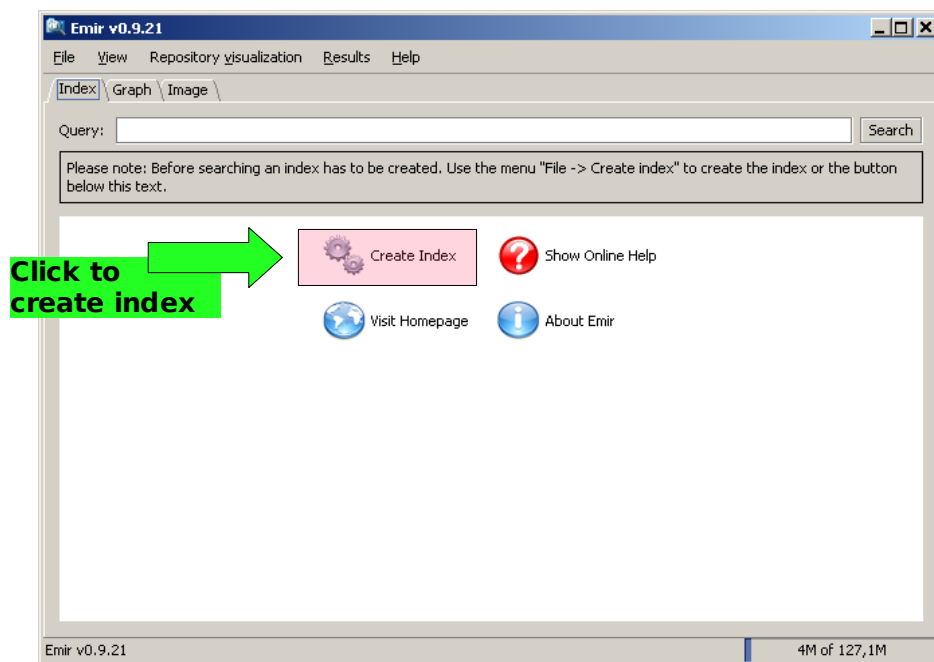 Emir v0.9.21
File View Repository visualization Results Help
Index Graph Image
Query: Search
Please note: Before searching an index has to be created. Use the menu "File -> Create index" to create the index or the button
below this text.
Click to
create index
Create Index Show Online Help
Visit Homepage About Emir
Emir v0.9.21 4M of 127,1M